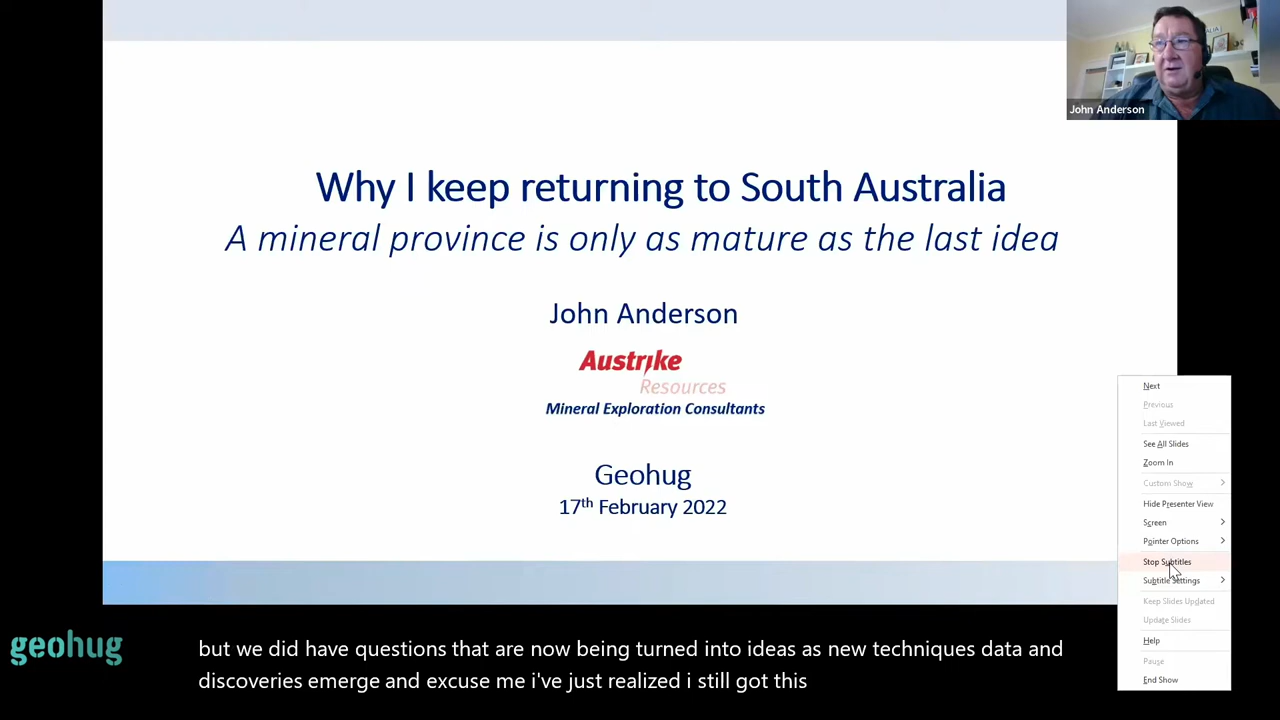 John Anderson
Why I keep returning to South Australia
A mineral province is only as mature as the last idea
John Anderson
Austrike
Resources
Mineral Exploration Consultants
Geohug
17th February 2022
Next
Previous
Last Viewed
See All Slides
Zoom In
Custom Show
Hide Presenter View
Screen
Pointer Options
Stop Subtitles
Subtitle Settings
Keep Slides Updated
Update Slides
Help
Pause
End Show
geohug
but we did have questions that are now being turned into ideas as new techniques data and
discoveries emerge and excuse me i've just realized i still got this